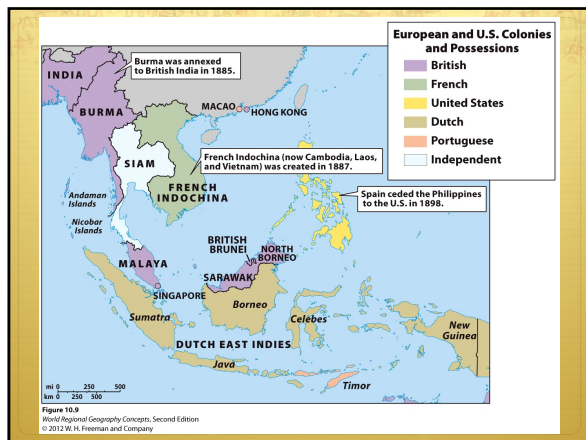 European and U.S. Colonies
and Possessions
British
French
United States
Dutch
Portuguese
Independent
Burma was annexed
to British India in 1885.
INDIA
BURMA
MACAO
HONG KONG
SIAM
French Indochina (now Cambodia, Laos,
and Vietnam) was created in 1887.
FRENCH
INDOCHINA
Spain ceded the Philippines
to the U.S. in 1898.
Andaman
Islands
Nicobar
Islands
MALAYA
BRITISH
BRUNEI
NORTH
BORNEO
SARAWAK
SINGAPORE
Sumatra
Borneo
Celebes
New
Guinea
DUTCH EAST INDIES
Java
Timor
mi 0 250 500
km 0 250 500
Figure 10.9
World Regional Geography Concepts, Second Edition
© 2012 W. H. Freeman and Company